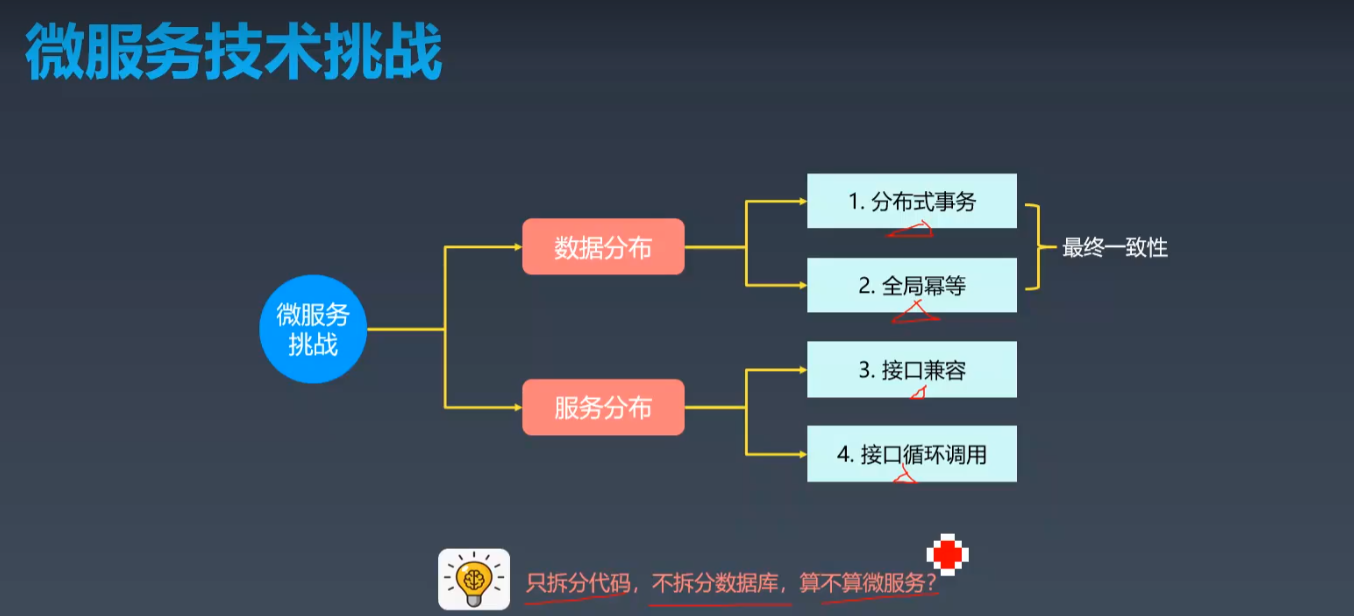 微服务技术挑战
微服务
挑战
数据分布
1. 分布式事务
2. 全局幂等
最终一致性
服务分布
3. 接口兼容
4. 接口循环调用
只拆分代码，不拆分数据库，算不算微服务？